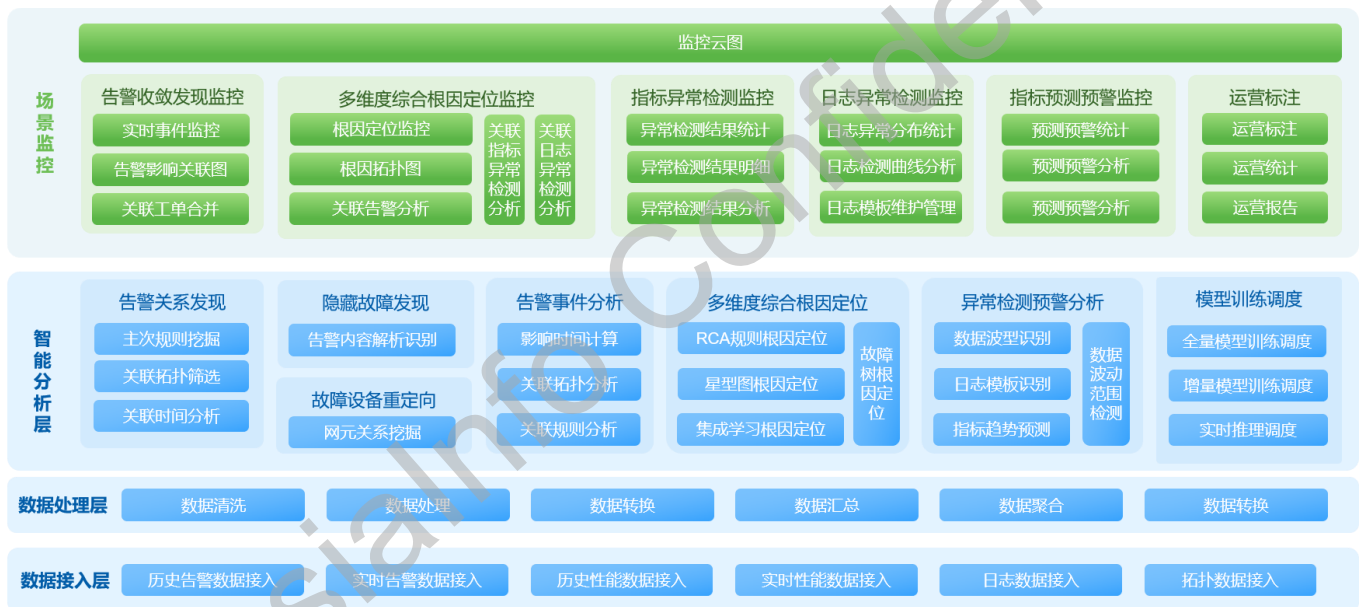 监控云图
场景监控
告警收敛发现监控
实时事件监控
告警影响关联图
关联工单合并
多维度综合根因定位监控
根因定位监控
根因拓扑图
关联告警分析
关联指标异常检测分析
关联日志异常检测分析
指标异常检测监控
异常检测结果统计
异常检测结果明细
异常检测结果分析
日志异常检测监控
日志异常分布统计
日志检测曲线分析
日志模板维护管理
指标预测预警监控
预测预警统计
预测预警分析
预测预警分析
运营标注
运营标注
运营统计
运营报告
智能分析层
告警关系发现
主次规则挖掘
关联拓扑筛选
关联时间分析
隐藏故障发现
告警内容解析识别
故障设备重定向
网元关系挖掘
告警事件分析
影响时间计算
关联拓扑分析
关联规则分析
多维度综合根因定位
RCA规则根因定位
星型图根因定位
集成学习根因定位
故障树根因定位
异常检测预警分析
数据波型识别
日志模板识别
指标趋势预测
数据波动范围检测
模型训练调度
全量模型训练调度
增量模型训练调度
实时推理调度
数据处理层
数据清洗
数据处理
数据转换
数据汇总
数据聚合
数据转换
数据接入层
历史告警数据接入
实时告警数据接入
历史性能数据接入
实时性能数据接入
日志数据接入
拓扑数据接入
siaInfo Confiden